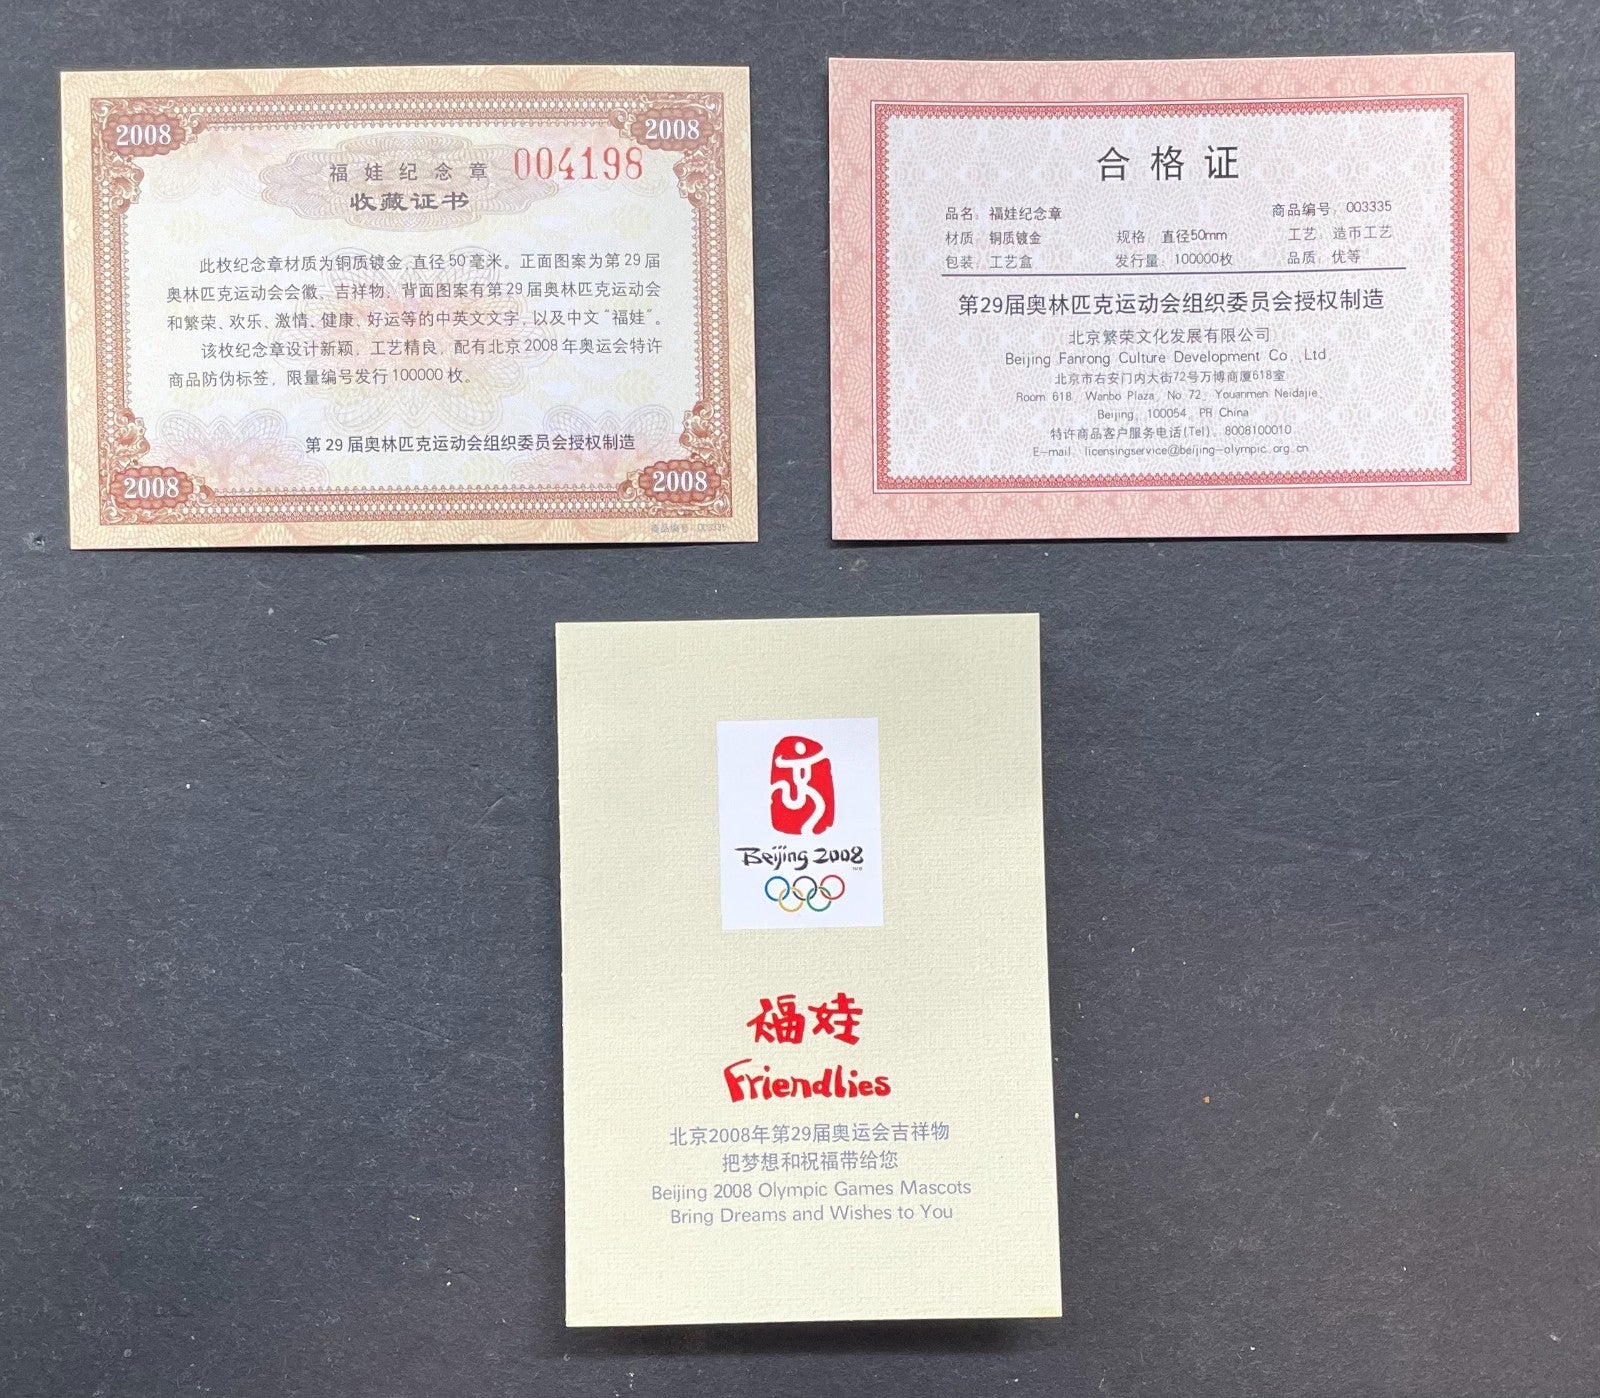 2008
2008
福娃纪念章
004198
收藏证书
此枚纪念章材质为铜质镀金,直径50毫米。正面图案为第29届
奥林匹克运动会会徽、吉祥物，背面图案有第29届奥林匹克运动会
和繁荣、欢乐、激情、健康、好运等的中英文文字，以及中文“福娃”。
该枚纪念章设计新颖，工艺精良，配有北京2008年奥运会特许
商品防伪标签，限量编号发行100000枚。
第29届奥林匹克运动会组织委员会授权制造
2008
2008
商品编号：003335
合格证
品名：福娃纪念章 商品编号：003335
材质：铜质镀金 规格：直径50mm 工艺：造币工艺
包装：工艺盒 发行量：100000枚 品质：优等
第29届奥林匹克运动会组织委员会授权制造
北京繁荣文化发展有限公司
Beijing Fanrong Culture Development Co.,Ltd
北京市右安门内大街72号万博商厦618室
Room 618, Wanbo Plaza, No 72, Youanmen Neidajie,
Beijing, 100054, PR China
特许商品客户服务电话(Tel)：8008100010
E-mail: licensingservice@beijing-olympic.org.cn
Beijing 2008
TM
福娃
Friendlies
北京2008年第29届奥运会吉祥物
把梦想和祝福带给您
Beijing 2008 Olympic Games Mascots
Bring Dreams and Wishes to You